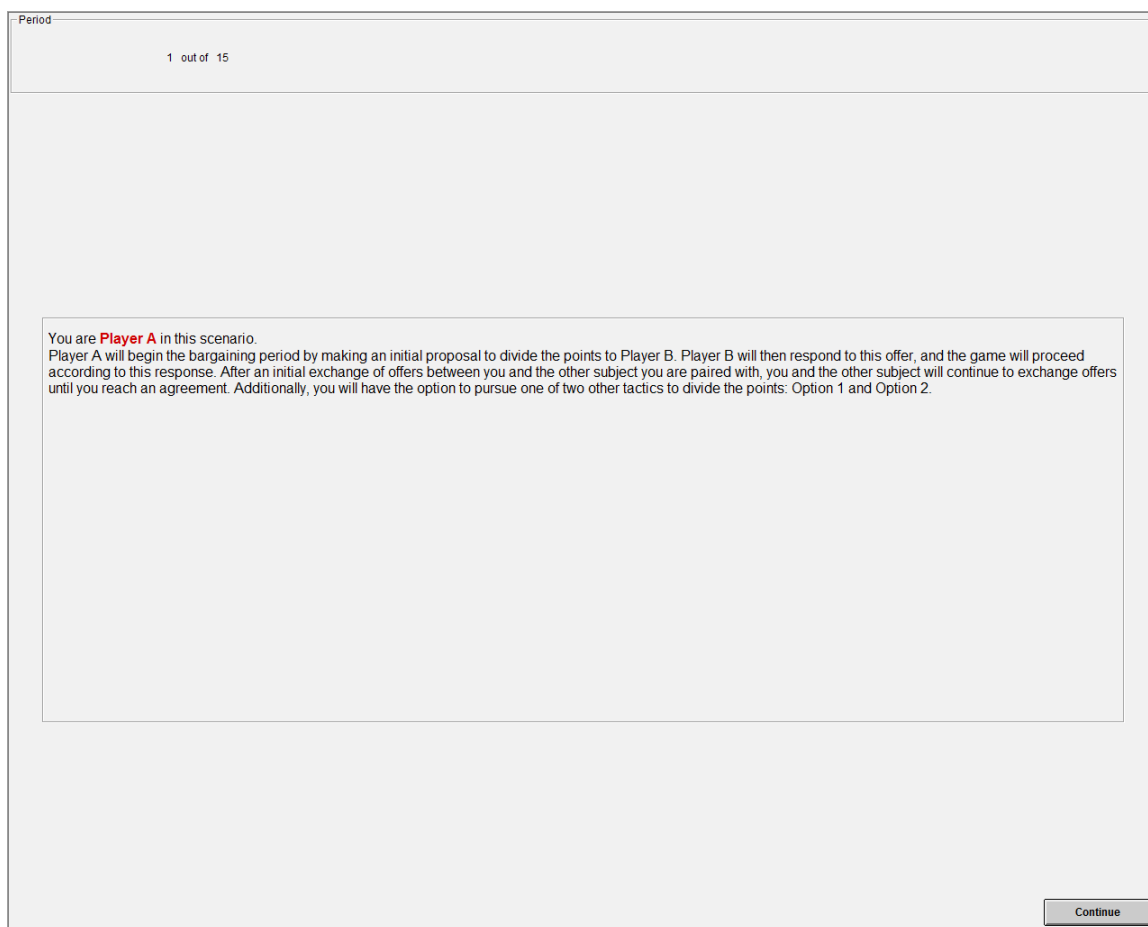 Period
1 out of 15
You are Player A in this scenario.
Player A will begin the bargaining period by making an initial proposal to divide the points to Player B. Player B will then respond to this offer, and the game will proceed
according to this response. After an initial exchange of offers between you and the other subject you are paired with, you and the other subject will continue to exchange offers
until you reach an agreement. Additionally, you will have the option to pursue one of two other tactics to divide the points: Option 1 and Option 2.
Continue